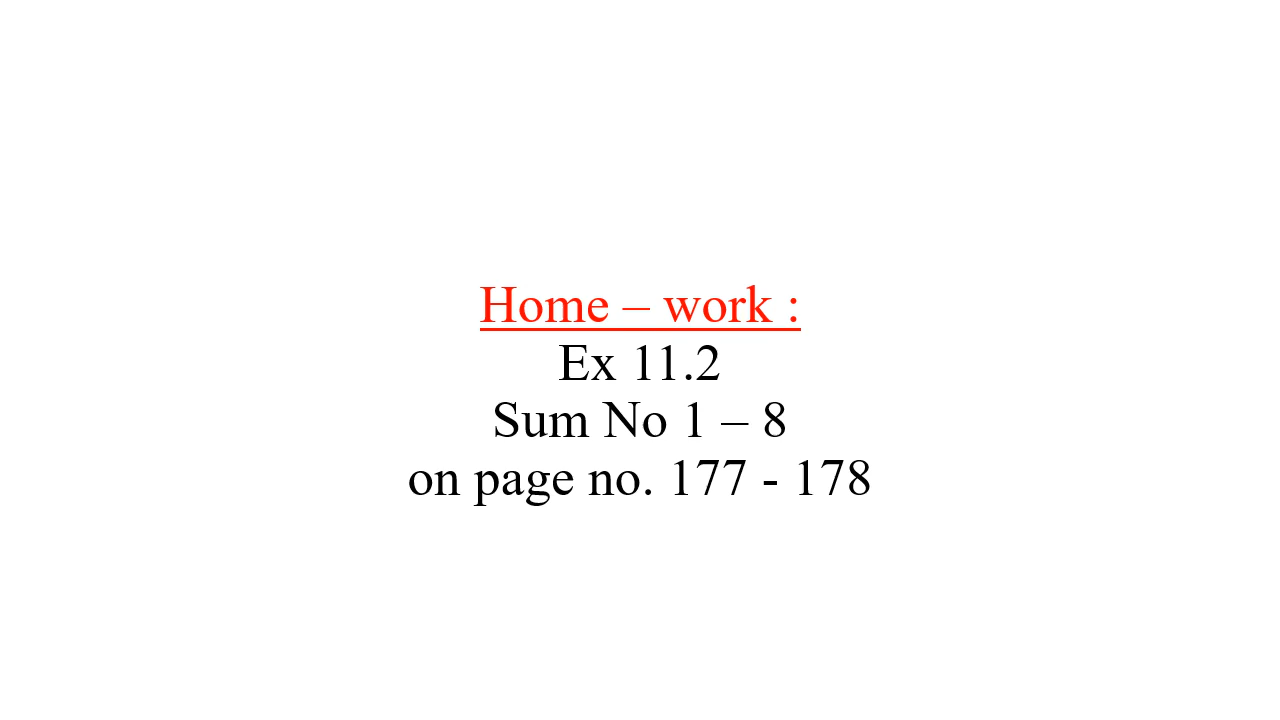 Home – work :
Ex 11.2
Sum No 1 – 8
on page no. 177 - 178